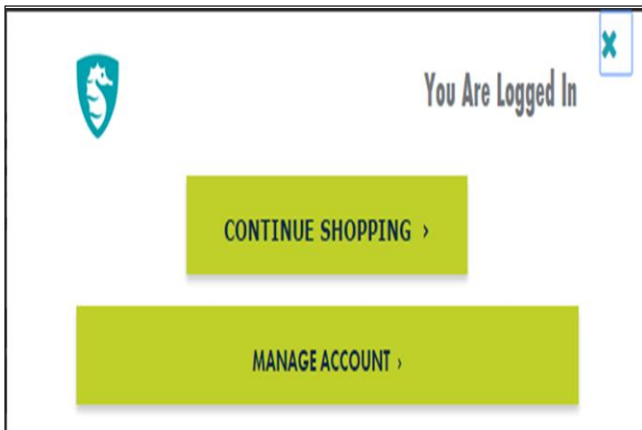 You Are Logged In
CONTINUE SHOPPING ›
MANAGE ACCOUNT ›